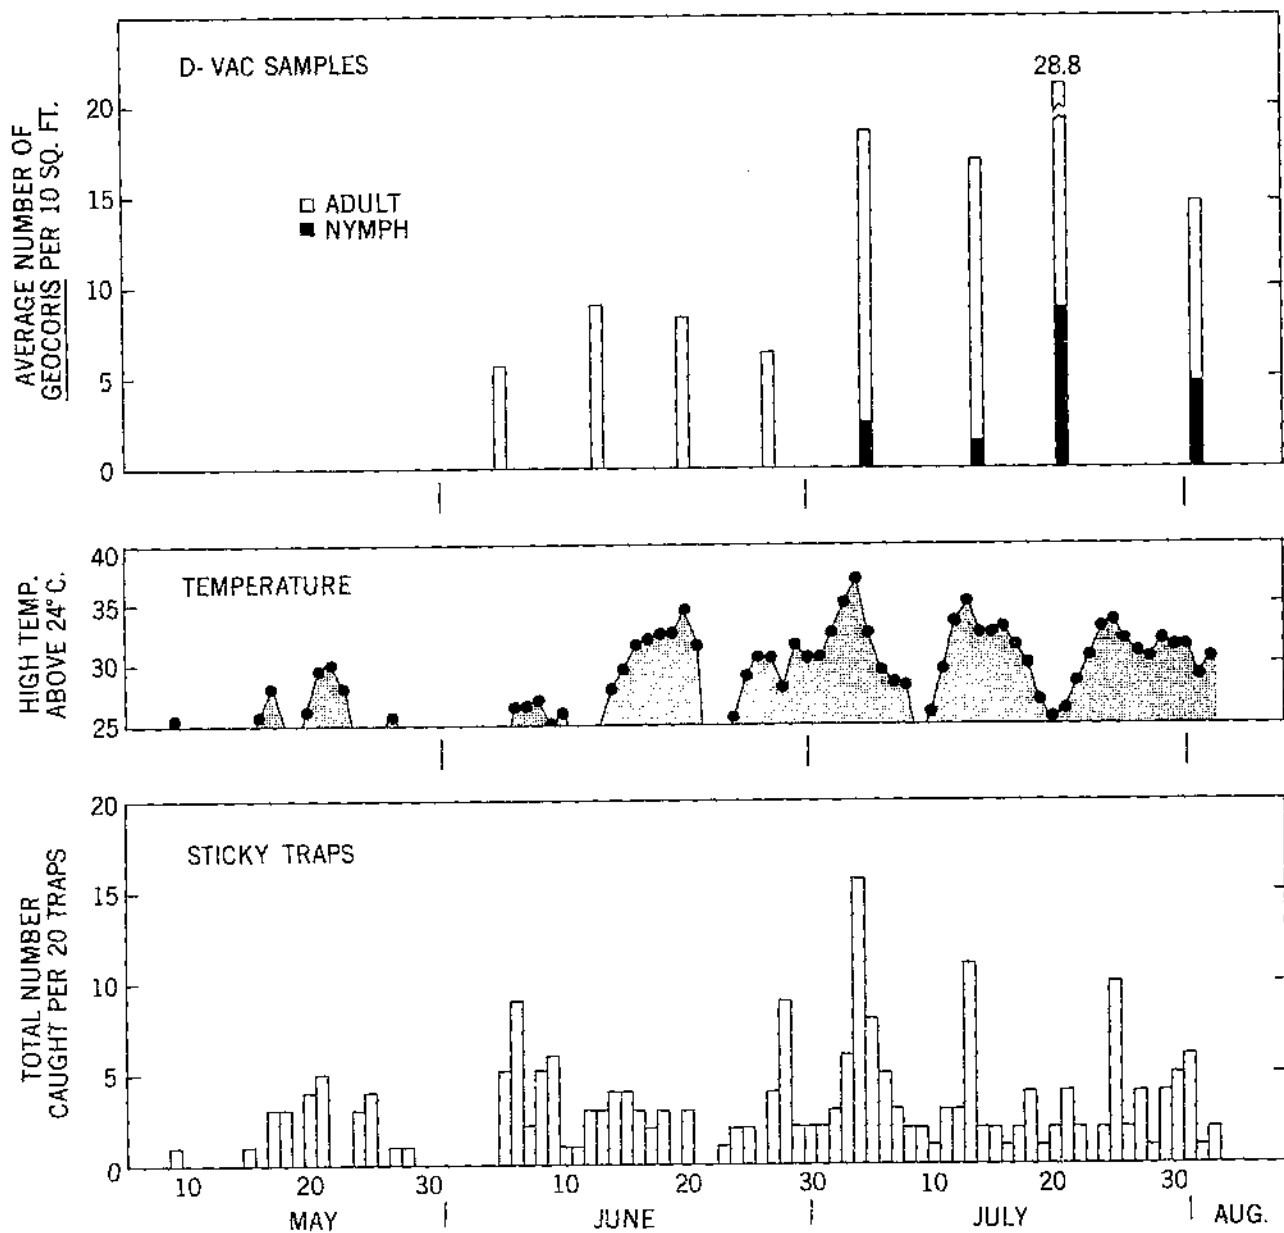 D-VAC SAMPLES
28.8
AVERAGE NUMBER OF
GEOCORIS PER 10 SQ. FT.
20
15
10
5
0
ADULT
NYMPH
TEMPERATURE
HIGH TEMP.
ABOVE 24°C.
40
35
30
25
STICKY TRAPS
TOTAL NUMBER
CAUGHT PER 20 TRAPS
20
15
10
5
0
10 20 30 10 20 30 10 20 30
MAY JUNE JULY AUG.